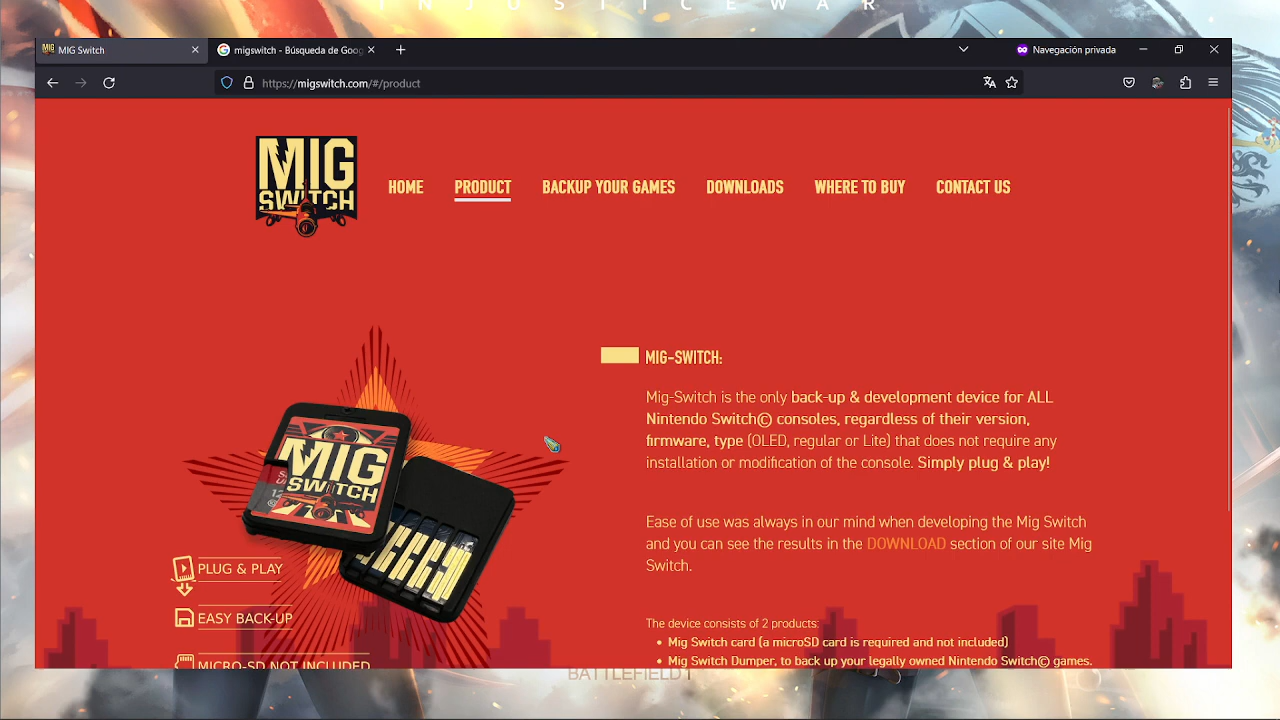 INJUSTICE WAR
MIG Switch
migswitch - Búsqueda de Goog
Navegación privada
https://migswitch.com/#/product
MIG
SWITCH
HOME
PRODUCT
BACKUP YOUR GAMES
DOWNLOADS
WHERE TO BUY
CONTACT US
MIG-SWITCH:
Mig-Switch is the only back-up & development device for ALL
Nintendo Switch© consoles, regardless of their version,
firmware, type (OLED, regular or Lite) that does not require any
installation or modification of the console. Simply plug & play!
Ease of use was always in our mind when developing the Mig Switch
and you can see the results in the DOWNLOAD section of our site Mig
Switch.
The device consists of 2 products:
• Mig Switch card (a microSD card is required and not included)
• Mig Switch Dumper, to back up your legally owned Nintendo Switch© games.
MIG
SWITCH
PLUG & PLAY
EASY BACK-UP
MICRO-SD NOT INCLUDED
BATTLEFIELD 1